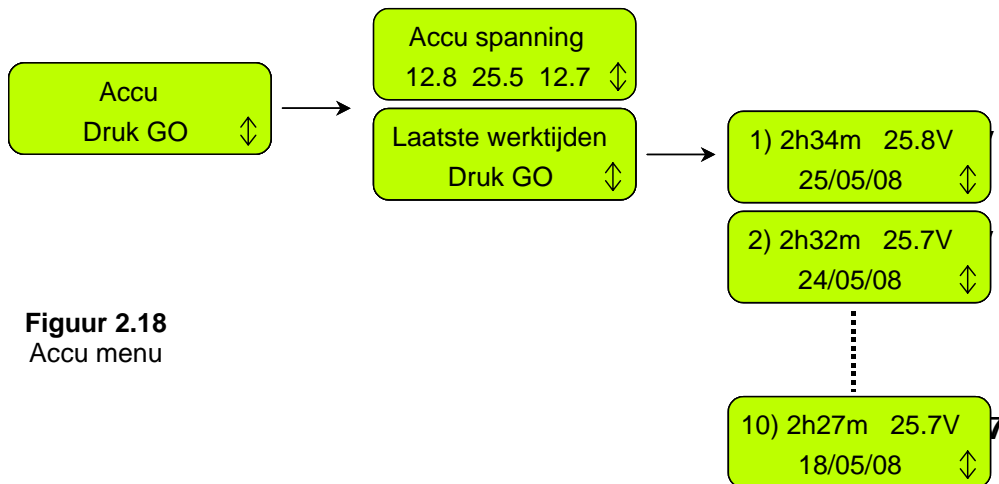 Accu
Druk GO
Accu spanning
12.8 25.5 12.7
Laatste werktijden
Druk GO
1) 2h34m 25.8V
25/05/08
2) 2h32m 25.7V
24/05/08
10) 2h27m 25.7V
18/05/08
Figuur 2.18
Accu menu